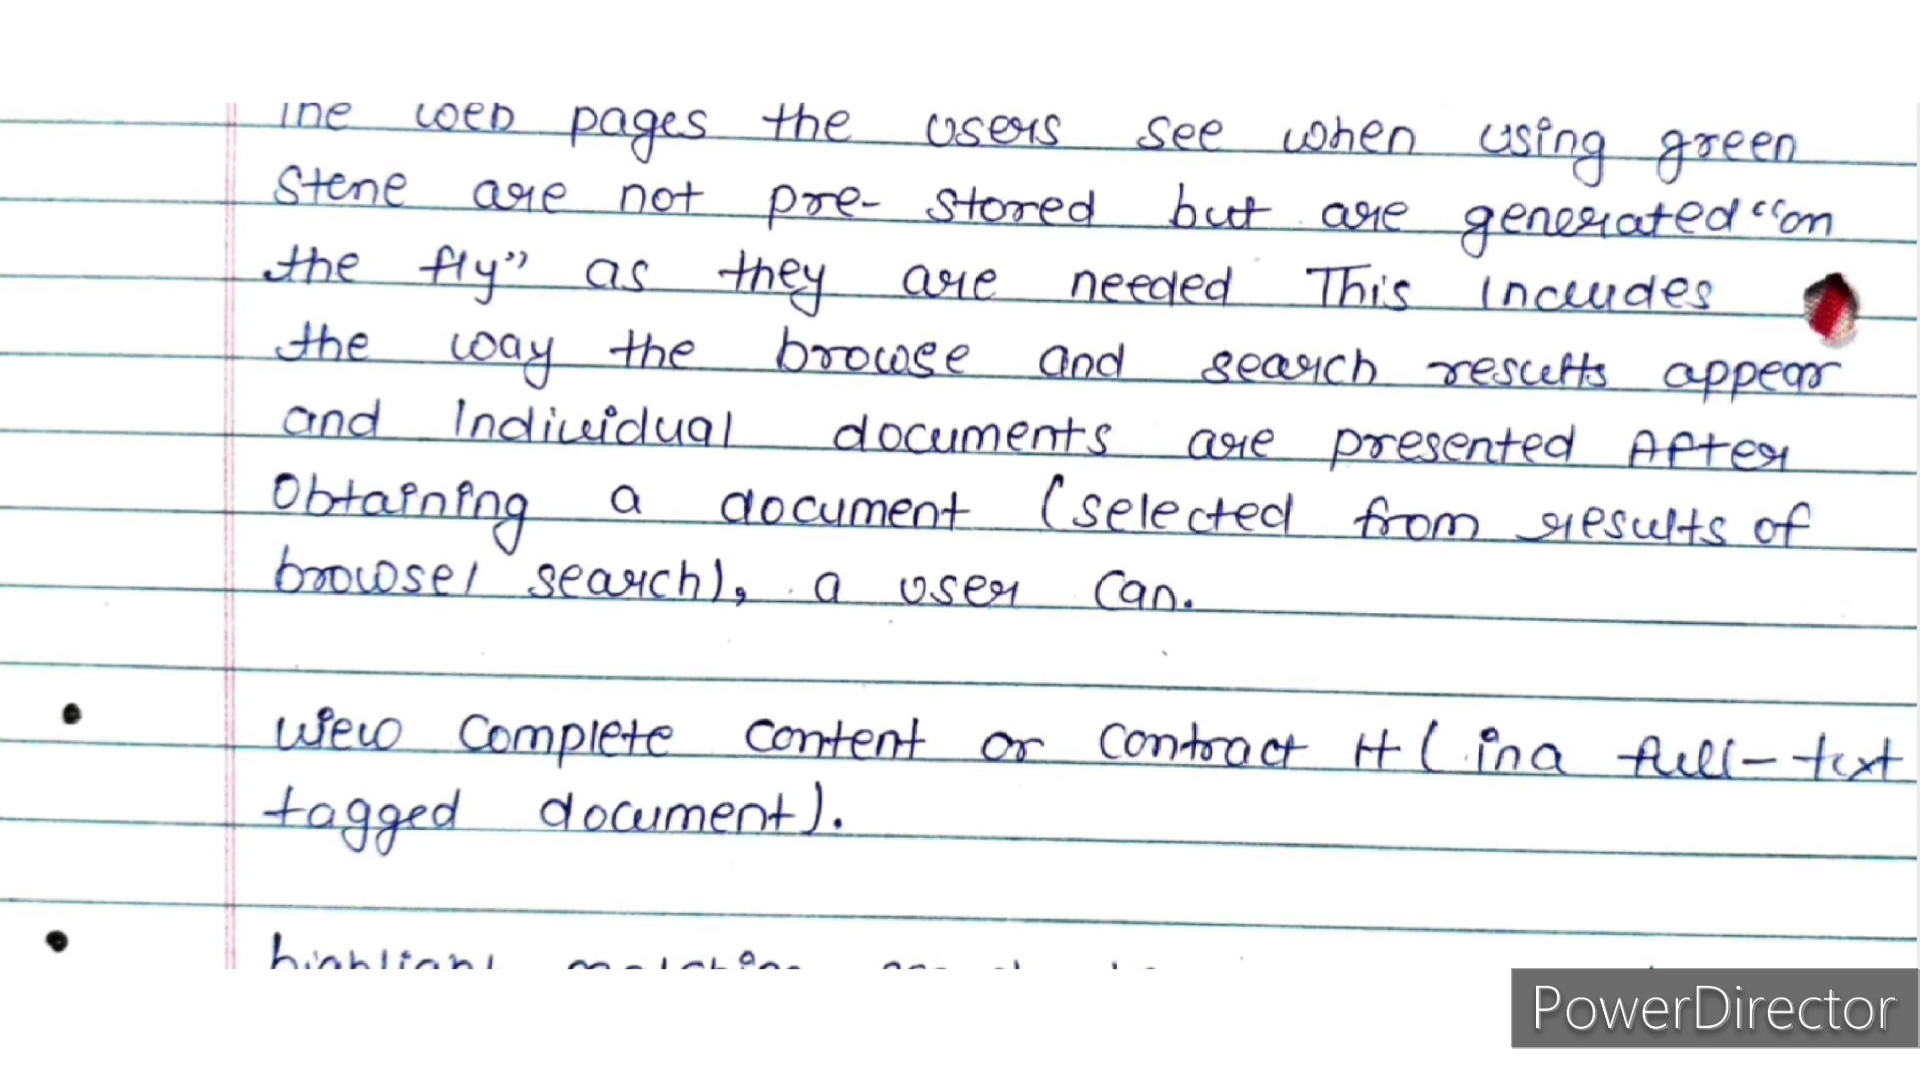 The web pages the users see when using green
stene are not pre- stored but are generated “on
the fly” as they are needed This includes
the way the browse and search results appear
and Individual documents are presented After
Obtaining a document (selected from results of
browse/ search), a user can.
• view complete content or contract it (in a full-text
tagged document).
• highlight matching
PowerDirector